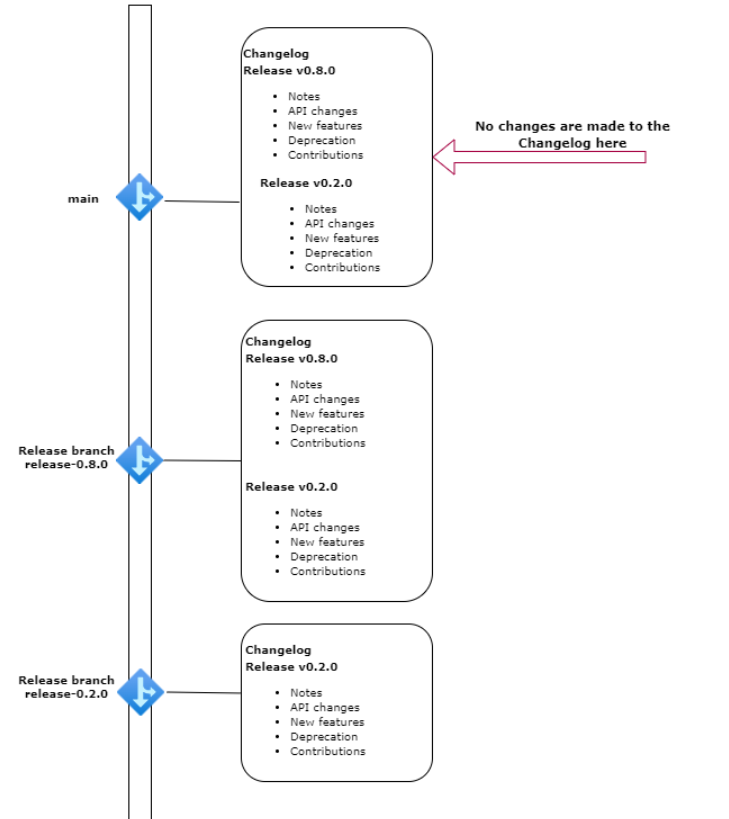 Changelog
Release v0.8.0
• Notes
• API changes
• New features
• Deprecation
• Contributions
Release v0.2.0
• Notes
• API changes
• New features
• Deprecation
• Contributions
No changes are made to the
Changelog here
main
Changelog
Release v0.8.0
• Notes
• API changes
• New features
• Deprecation
• Contributions
Release v0.2.0
• Notes
• API changes
• New features
• Deprecation
• Contributions
Release branch
release-0.8.0
Changelog
Release v0.2.0
• Notes
• API changes
• New features
• Deprecation
• Contributions
Release branch
release-0.2.0